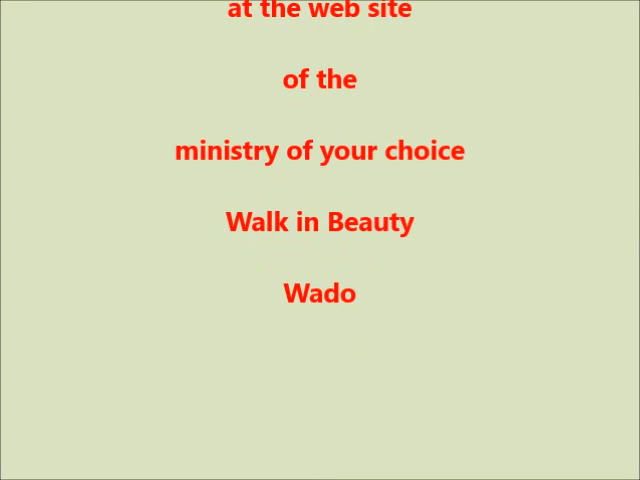 at the web site
of the
ministry of your choice
Walk in Beauty
Wado